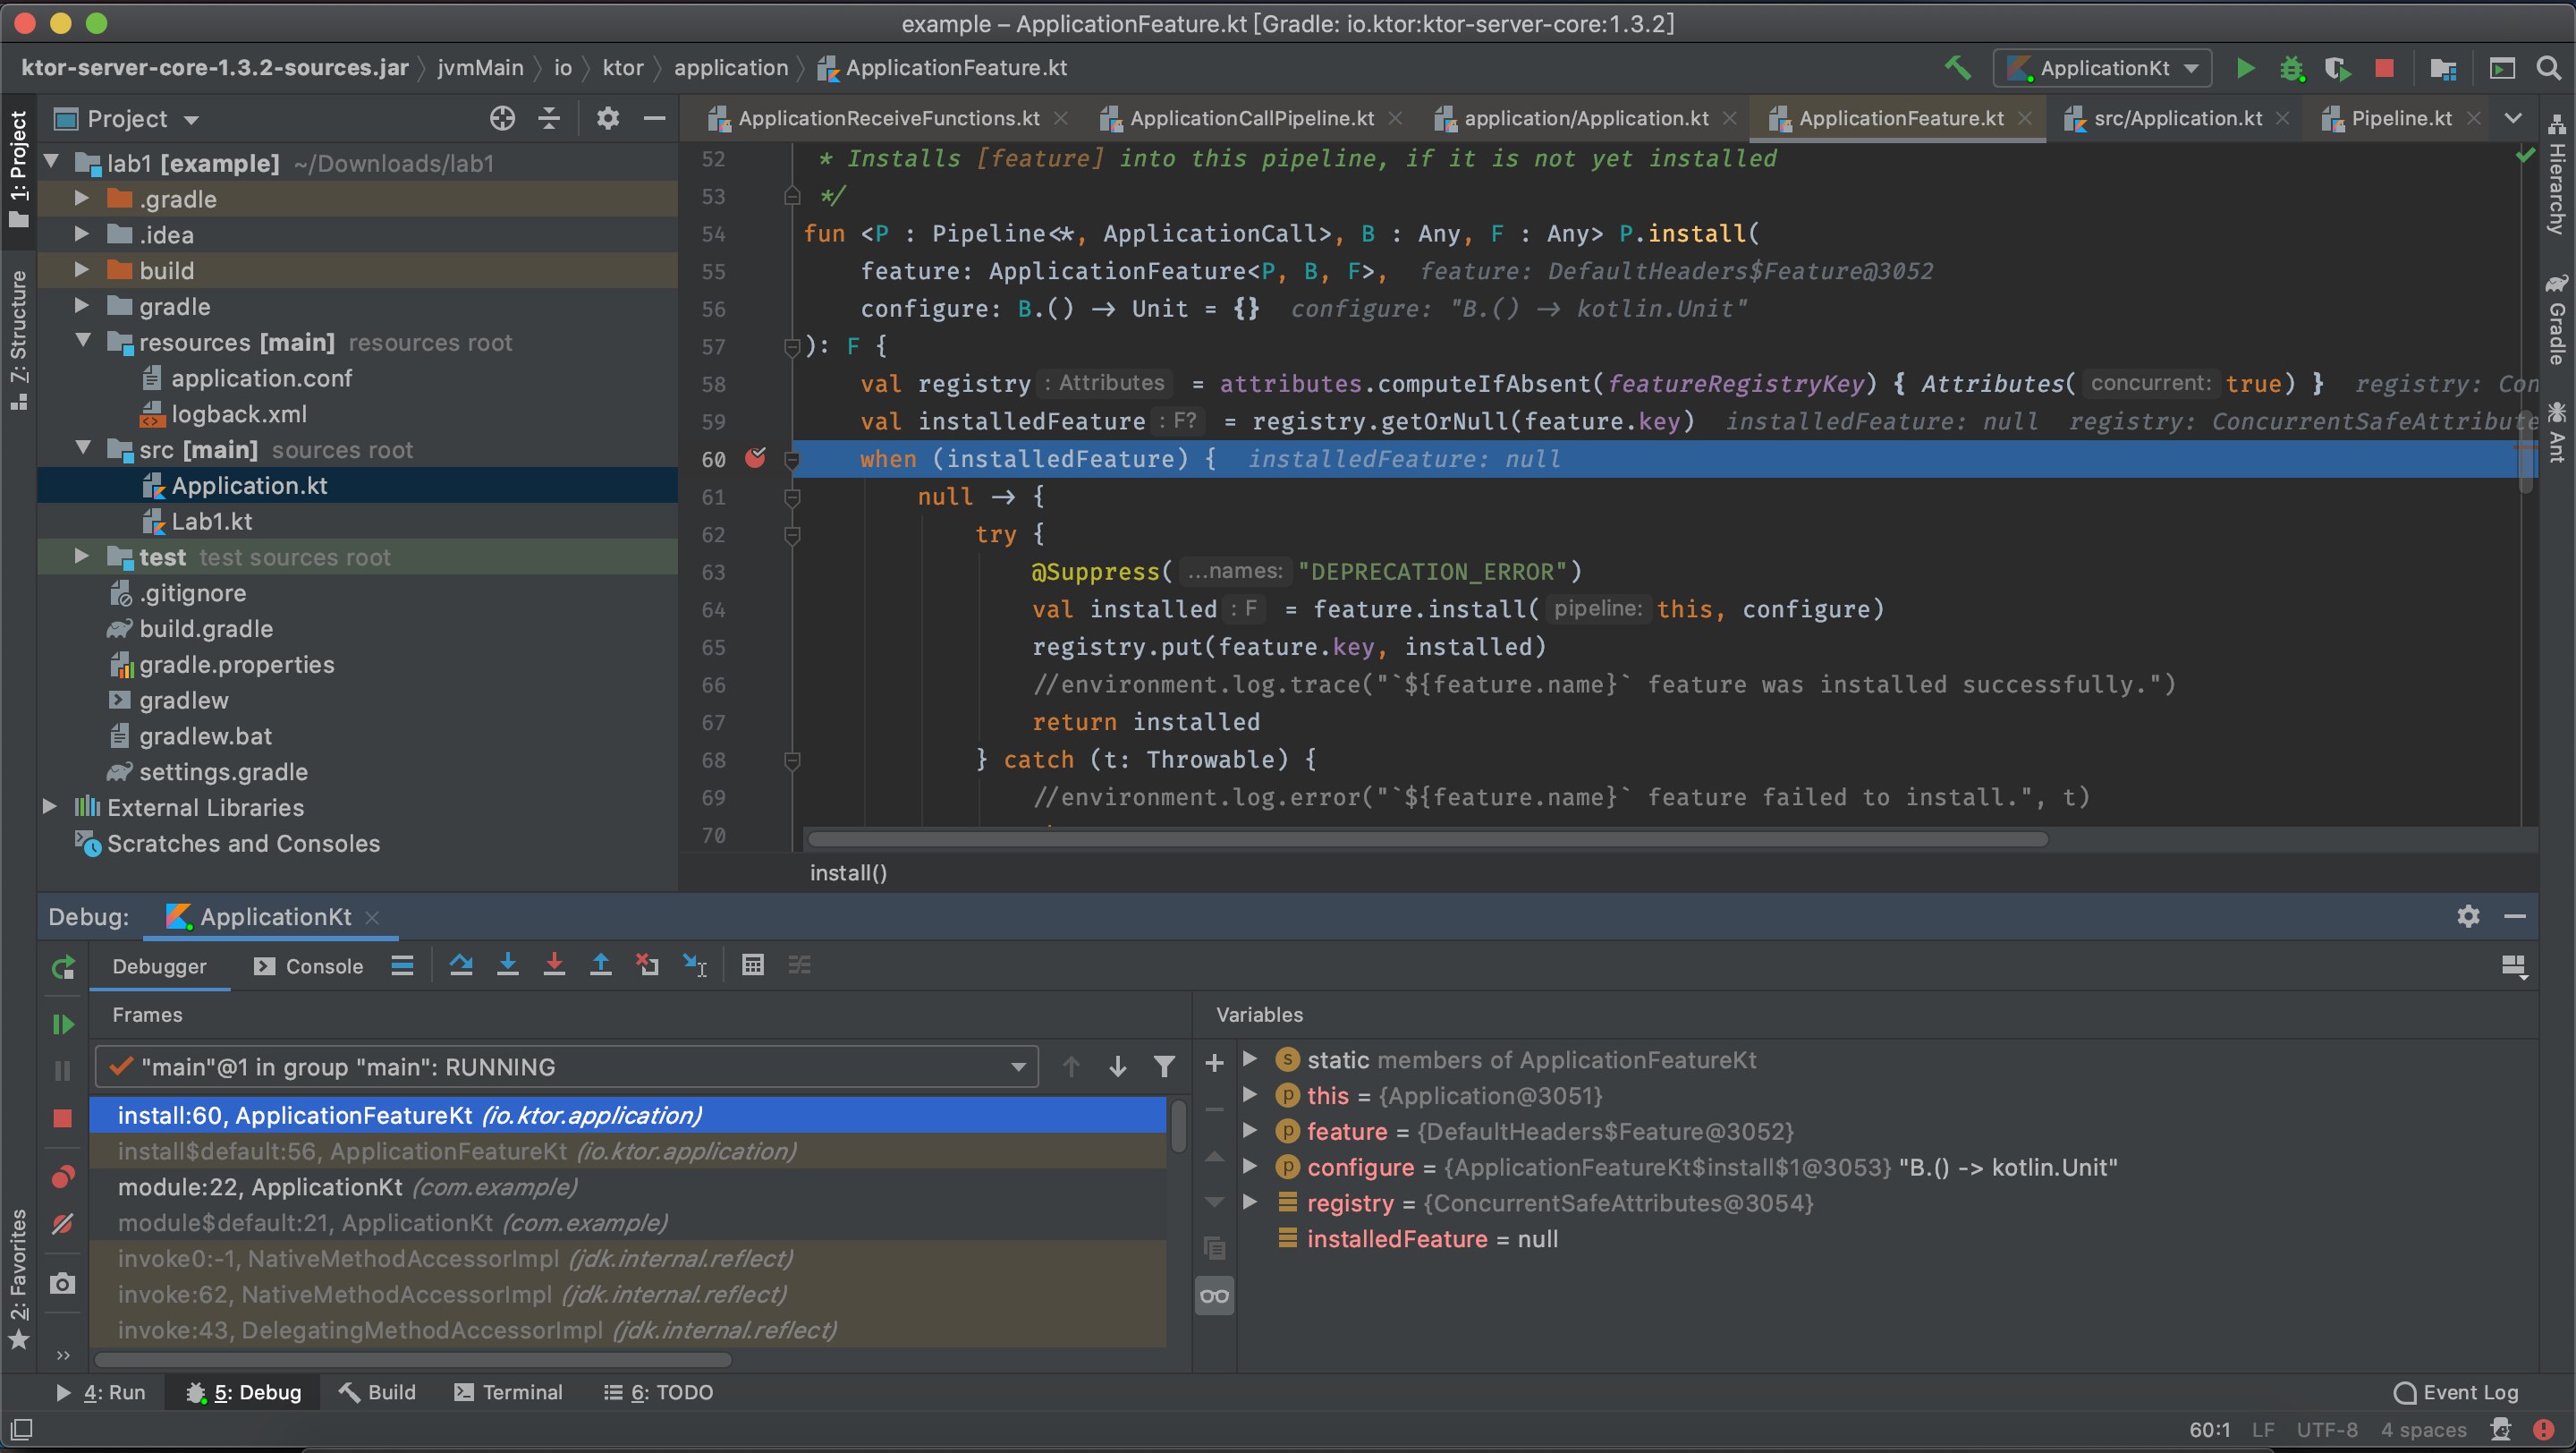 example – ApplicationFeature.kt [Gradle: io.ktor:ktor-server-core:1.3.2]
ktor-server-core-1.3.2-sources.jar jvmMain io ktor application ApplicationFeature.kt
ApplicationKt
1: Project
Z: Structure
2: Favorites
Project
lab1 [example] ~/Downloads/lab1
.gradle
.idea
build
gradle
resources [main] resources root
application.conf
logback.xml
src [main] sources root
Application.kt
Lab1.kt
test test sources root
.gitignore
build.gradle
gradle.properties
gradlew
gradlew.bat
settings.gradle
External Libraries
Scratches and Consoles
ApplicationReceiveFunctions.kt ApplicationCallPipeline.kt application/Application.kt ApplicationFeature.kt src/Application.kt Pipeline.kt
52 * Installs [feature] into this pipeline, if it is not yet installed
53 */
54 fun <P : Pipeline<*, ApplicationCall>, B : Any, F : Any> P.install(
55 feature: ApplicationFeature<P, B, F>, feature: DefaultHeaders$Feature@3052
56 configure: B.() → Unit = {} configure: "B.() → kotlin.Unit"
57 ): F {
58 val registry : Attributes = attributes.computeIfAbsent(featureRegistryKey) { Attributes( concurrent: true) } registry: Con
59 val installedFeature : F? = registry.getOrNull(feature.key) installedFeature: null registry: ConcurrentSafeAttribute
60 when (installedFeature) { installedFeature: null
61 null → {
62 try {
63 @Suppress( ...names: "DEPRECATION_ERROR")
64 val installed : F = feature.install( pipeline: this, configure)
65 registry.put(feature.key, installed)
66 //environment.log.trace("`${feature.name}` feature was installed successfully.")
67 return installed
68 } catch (t: Throwable) {
69 //environment.log.error("`${feature.name}` feature failed to install.", t)
70
install()
Hierarchy
Gradle
Ant
Debug: ApplicationKt
Debugger Console
Frames
"main"@1 in group "main": RUNNING
install:60, ApplicationFeatureKt (io.ktor.application)
install$default:56, ApplicationFeatureKt (io.ktor.application)
module:22, ApplicationKt (com.example)
module$default:21, ApplicationKt (com.example)
invoke0:-1, NativeMethodAccessorImpl (jdk.internal.reflect)
invoke:62, NativeMethodAccessorImpl (jdk.internal.reflect)
invoke:43, DelegatingMethodAccessorImpl (jdk.internal.reflect)
Variables
static members of ApplicationFeatureKt
this = {Application@3051}
feature = {DefaultHeaders$Feature@3052}
configure = {ApplicationFeatureKt$install$1@3053} "B.() -> kotlin.Unit"
registry = {ConcurrentSafeAttributes@3054}
installedFeature = null
4: Run 5: Debug Build Terminal 6: TODO Event Log
60:1 LF UTF-8 4 spaces